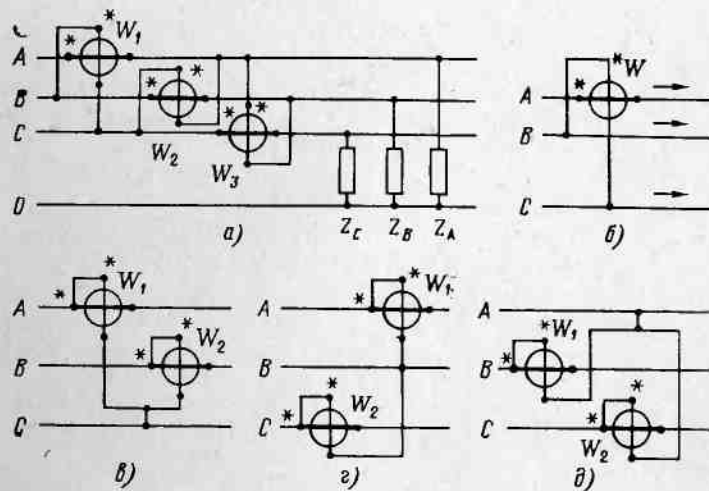 * W₁
A *
* *
B
*
W₂
C
W₃
0
Z_C Z_B Z_A
а)
* W
A *
B
C
б)
* W₁
A *
* W₂
B *
C
в)
* W₁
A *
B
* W₂
C *
г)
A
* W₁
B *
*
C *
W₂
д)